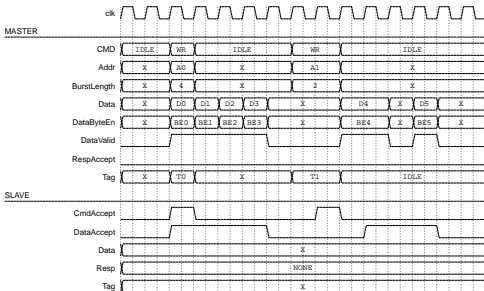 clk
MASTER
CMD IDLE WR IDLE WR IDLE
Addr X A0 X A1 X
BurstLength X 4 X 2 X
Data X D0 D1 D2 D3 X D4 X D5 X
DataByteEn X BE0 BE1 BE2 BE3 X BE4 X BE5 X
DataValid
RespAccept
Tag X T0 X T1 IDLE
SLAVE
CmdAccept
DataAccept
Data X
Resp NONE
Tag X